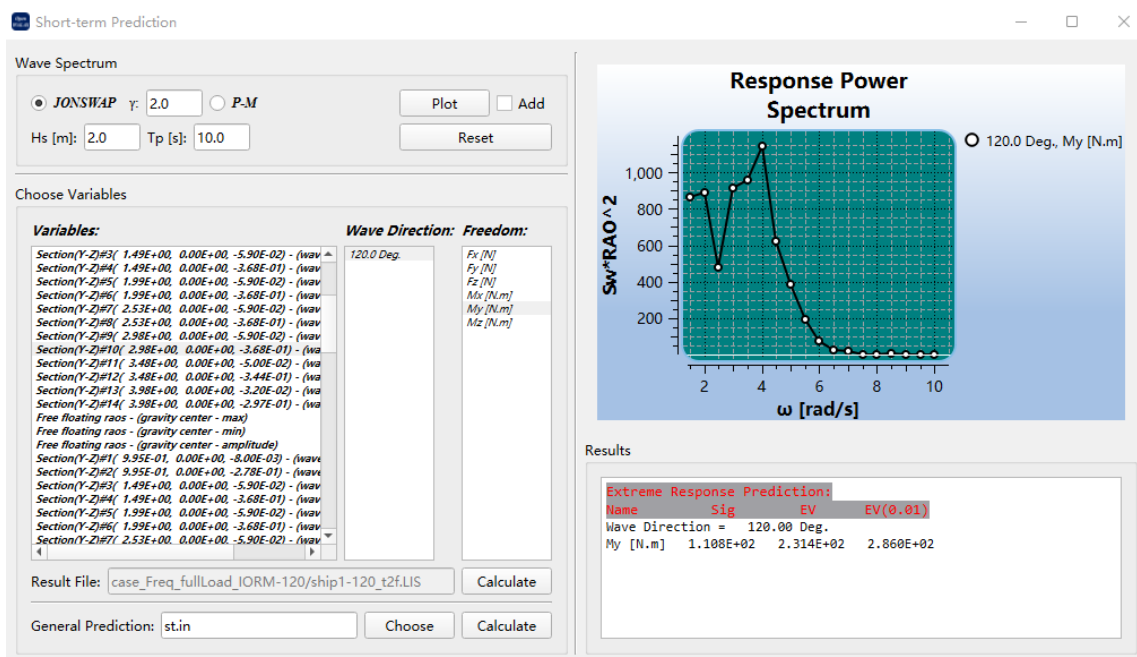 Short-term Prediction
Wave Spectrum
JONSWAP γ: 2.0 P-M Plot Add
Hs [m]: 2.0 Tp [s]: 10.0 Reset
Choose Variables
Variables: Wave Direction: Freedom:
Section(Y-Z)#3( 1.49E+00, 0.00E+00, -5.90E-02) - (wav
Section(Y-Z)#4( 1.49E+00, 0.00E+00, -3.68E-01) - (wav
Section(Y-Z)#5( 1.99E+00, 0.00E+00, -5.90E-02) - (wav
Section(Y-Z)#6( 1.99E+00, 0.00E+00, -3.68E-01) - (wav
Section(Y-Z)#7( 2.53E+00, 0.00E+00, -5.90E-02) - (wav
Section(Y-Z)#8( 2.53E+00, 0.00E+00, -3.68E-01) - (wav
Section(Y-Z)#9( 2.98E+00, 0.00E+00, -5.90E-02) - (wav
Section(Y-Z)#10( 2.98E+00, 0.00E+00, -3.68E-01) - (wa
Section(Y-Z)#11( 3.48E+00, 0.00E+00, -5.00E-02) - (wa
Section(Y-Z)#12( 3.48E+00, 0.00E+00, -3.44E-01) - (wa
Section(Y-Z)#13( 3.98E+00, 0.00E+00, -3.20E-02) - (wa
Section(Y-Z)#14( 3.98E+00, 0.00E+00, -2.97E-01) - (wa
Free floating raos - (gravity center - max)
Free floating raos - (gravity center - min)
Free floating raos - (gravity center - amplitude)
Section(Y-Z)#1( 9.95E-01, 0.00E+00, -8.00E-03) - (wave
Section(Y-Z)#2( 9.95E-01, 0.00E+00, -2.78E-01) - (wave
Section(Y-Z)#3( 1.49E+00, 0.00E+00, -5.90E-02) - (wav
Section(Y-Z)#4( 1.49E+00, 0.00E+00, -3.68E-01) - (wav
Section(Y-Z)#5( 1.99E+00, 0.00E+00, -5.90E-02) - (wav
Section(Y-Z)#6( 1.99E+00, 0.00E+00, -3.68E-01) - (wav
Section(Y-Z)#7( 2.53E+00, 0.00E+00, -5.90E-02) - (wav
120.0 Deg.
Fx [N]
Fy [N]
Fz [N]
Mx [N.m]
My [N.m]
Mz [N.m]
Result File: case_Freq_fullLoad_IORM-120/ship1-120_t2f.LIS Calculate
General Prediction: st.in Choose Calculate
Response Power
Spectrum
120.0 Deg., My [N.m]
Sw*RAO^2
1,000
800
600
400
200
2 4 6 8 10
ω [rad/s]
Results
Extreme Response Prediction:
Name Sig EV EV(0.01)
Wave Direction = 120.00 Deg.
My [N.m] 1.108E+02 2.314E+02 2.860E+02